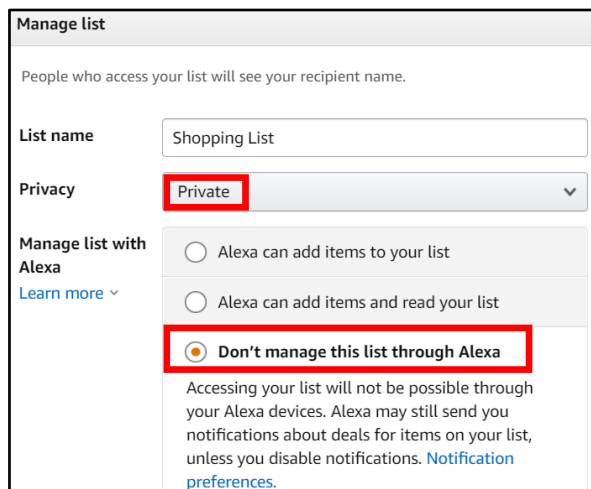 Manage list
People who access your list will see your recipient name.
List name
Shopping List
Privacy
Private
Manage list with
Alexa
Learn more
Alexa can add items to your list
Alexa can add items and read your list
Don’t manage this list through Alexa
Accessing your list will not be possible through
your Alexa devices. Alexa may still send you
notifications about deals for items on your list,
unless you disable notifications. Notification
preferences.